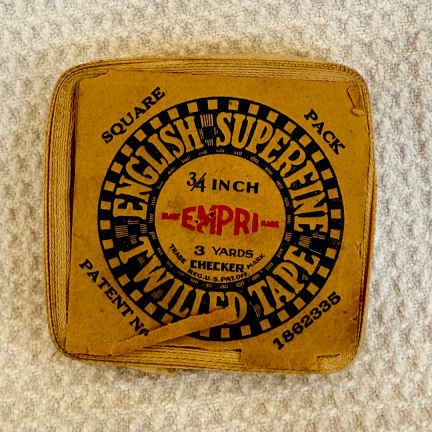 SQUARE
PACK
ENGLISH SUPERFINE
3/4 INCH
EMPRI
3 YARDS
TRADE CHECKER MARK
REG. U.S. PAT. OFF.
TWILLED TAPE
PATENT No
1862335